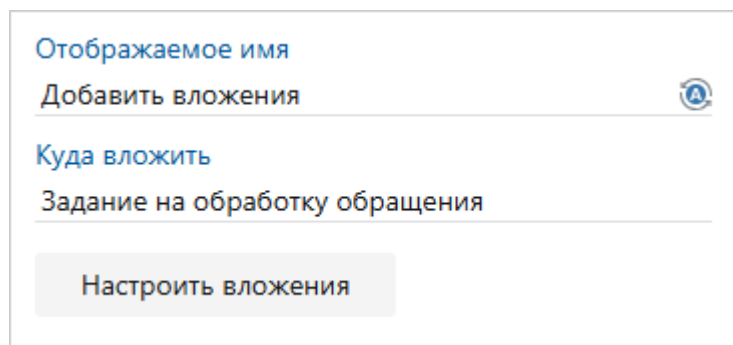 Отображаемое имя
Добавить вложения
A
Куда вложить
Задание на обработку обращения
Настроить вложения